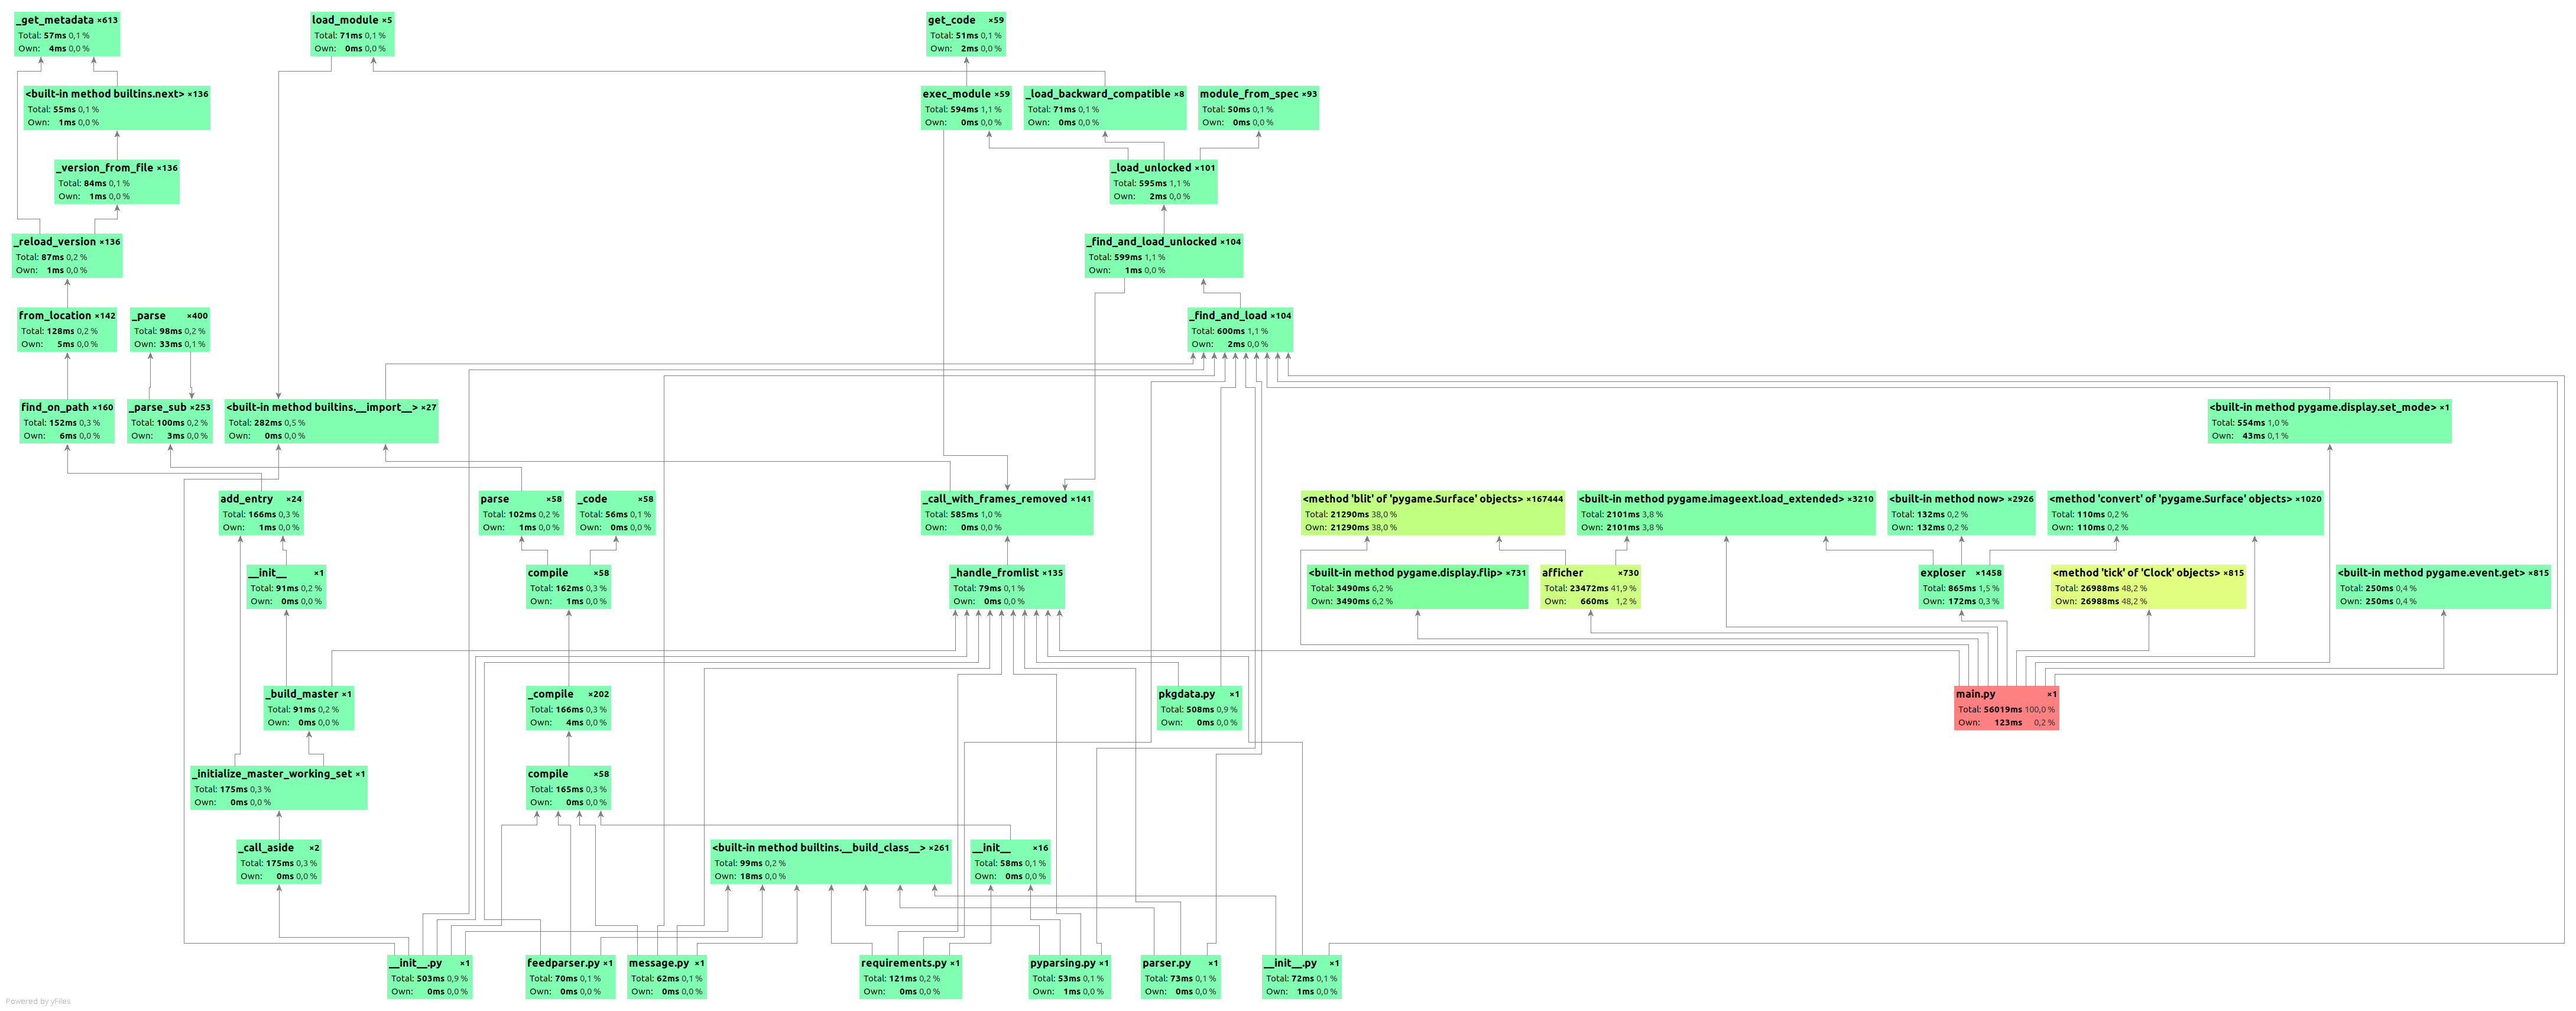 _get_metadata ×613
Total: 57ms 0,1 %
Own: 4ms 0,0 %
load_module ×5
Total: 71ms 0,1 %
Own: 0ms 0,0 %
get_code ×59
Total: 51ms 0,1 %
Own: 2ms 0,0 %
<built-in method builtins.next> ×136
Total: 55ms 0,1 %
Own: 1ms 0,0 %
exec_module ×59
Total: 594ms 1,1 %
Own: 0ms 0,0 %
_load_backward_compatible ×8
Total: 71ms 0,1 %
Own: 0ms 0,0 %
module_from_spec ×93
Total: 50ms 0,1 %
Own: 0ms 0,0 %
_version_from_file ×136
Total: 84ms 0,1 %
Own: 1ms 0,0 %
_load_unlocked ×101
Total: 595ms 1,1 %
Own: 2ms 0,0 %
_reload_version ×136
Total: 87ms 0,2 %
Own: 1ms 0,0 %
_find_and_load_unlocked ×104
Total: 599ms 1,1 %
Own: 1ms 0,0 %
from_location ×142
Total: 128ms 0,2 %
Own: 5ms 0,0 %
_parse ×400
Total: 98ms 0,2 %
Own: 33ms 0,1 %
_find_and_load ×104
Total: 600ms 1,1 %
Own: 2ms 0,0 %
find_on_path ×160
Total: 152ms 0,3 %
Own: 6ms 0,0 %
_parse_sub ×253
Total: 100ms 0,2 %
Own: 3ms 0,0 %
<built-in method builtins.__import__> ×27
Total: 282ms 0,5 %
Own: 0ms 0,0 %
<built-in method pygame.display.set_mode> ×1
Total: 554ms 1,0 %
Own: 43ms 0,1 %
add_entry ×24
Total: 166ms 0,3 %
Own: 1ms 0,0 %
parse ×58
Total: 102ms 0,2 %
Own: 1ms 0,0 %
_code ×58
Total: 56ms 0,1 %
Own: 0ms 0,0 %
_call_with_frames_removed ×141
Total: 585ms 1,0 %
Own: 0ms 0,0 %
<method 'blit' of 'pygame.Surface' objects> ×167444
Total: 21290ms 38,0 %
Own: 21290ms 38,0 %
<built-in method pygame.imageext.load_extended> ×3210
Total: 2101ms 3,8 %
Own: 2101ms 3,8 %
<built-in method now> ×2926
Total: 132ms 0,2 %
Own: 132ms 0,2 %
<method 'convert' of 'pygame.Surface' objects> ×1020
Total: 110ms 0,2 %
Own: 110ms 0,2 %
__init__ ×1
Total: 91ms 0,2 %
Own: 0ms 0,0 %
compile ×58
Total: 162ms 0,3 %
Own: 1ms 0,0 %
_handle_fromlist ×135
Total: 79ms 0,1 %
Own: 0ms 0,0 %
<built-in method pygame.display.flip> ×731
Total: 3490ms 6,2 %
Own: 3490ms 6,2 %
afficher ×730
Total: 23472ms 41,9 %
Own: 660ms 1,2 %
exploser ×1458
Total: 865ms 1,5 %
Own: 172ms 0,3 %
<method 'tick' of 'Clock' objects> ×815
Total: 26988ms 48,2 %
Own: 26988ms 48,2 %
<built-in method pygame.event.get> ×815
Total: 250ms 0,4 %
Own: 250ms 0,4 %
_build_master ×1
Total: 91ms 0,2 %
Own: 0ms 0,0 %
_compile ×202
Total: 166ms 0,3 %
Own: 4ms 0,0 %
pkgdata.py ×1
Total: 508ms 0,9 %
Own: 0ms 0,0 %
main.py ×1
Total: 56019ms 100,0 %
Own: 123ms 0,2 %
_initialize_master_working_set ×1
Total: 175ms 0,3 %
Own: 0ms 0,0 %
compile ×58
Total: 165ms 0,3 %
Own: 0ms 0,0 %
_call_aside ×2
Total: 175ms 0,3 %
Own: 0ms 0,0 %
<built-in method builtins.__build_class__> ×261
Total: 99ms 0,2 %
Own: 18ms 0,0 %
__init__ ×16
Total: 58ms 0,1 %
Own: 0ms 0,0 %
__init__.py ×1
Total: 503ms 0,9 %
Own: 0ms 0,0 %
feedparser.py ×1
Total: 70ms 0,1 %
Own: 0ms 0,0 %
message.py ×1
Total: 62ms 0,1 %
Own: 0ms 0,0 %
requirements.py ×1
Total: 121ms 0,2 %
Own: 0ms 0,0 %
pyparsing.py ×1
Total: 53ms 0,1 %
Own: 1ms 0,0 %
parser.py ×1
Total: 73ms 0,1 %
Own: 0ms 0,0 %
__init__.py ×1
Total: 72ms 0,1 %
Own: 1ms 0,0 %
Powered by yFiles